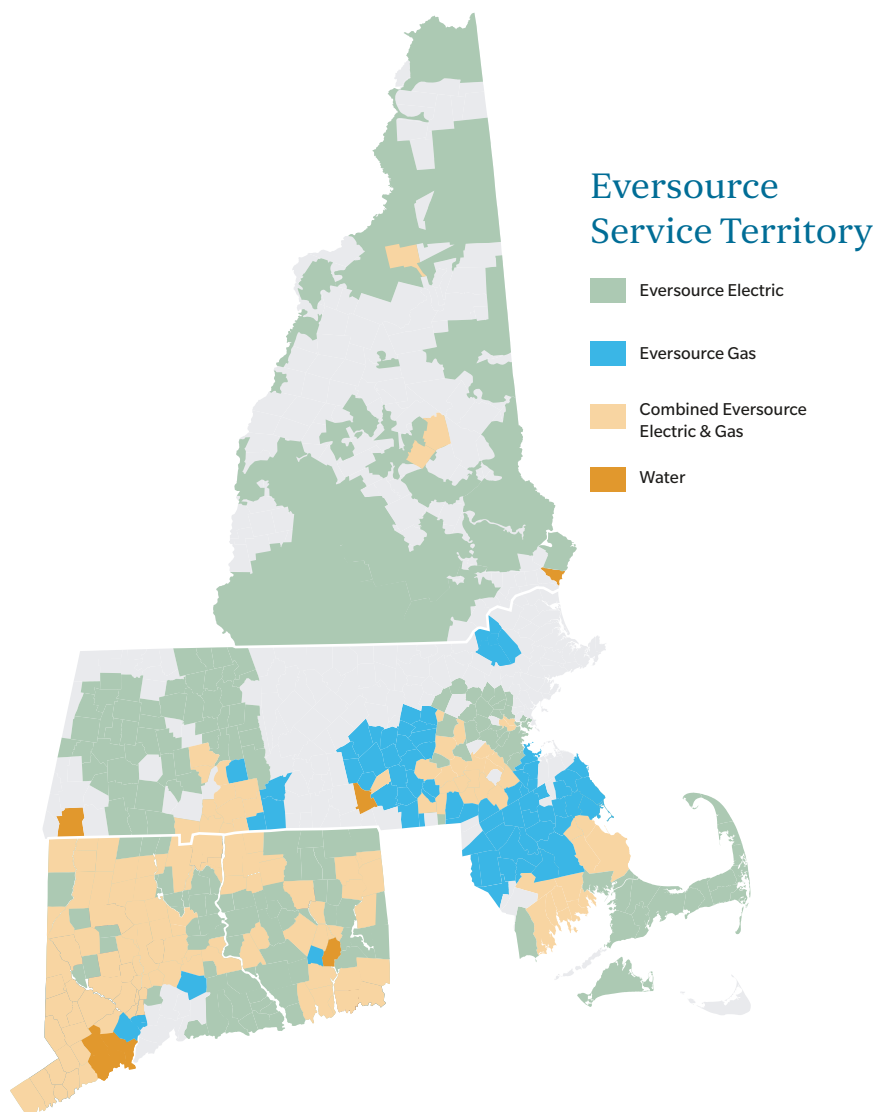 Eversource
Service Territory
Eversource Electric
Eversource Gas
Combined Eversource
Electric & Gas
Water